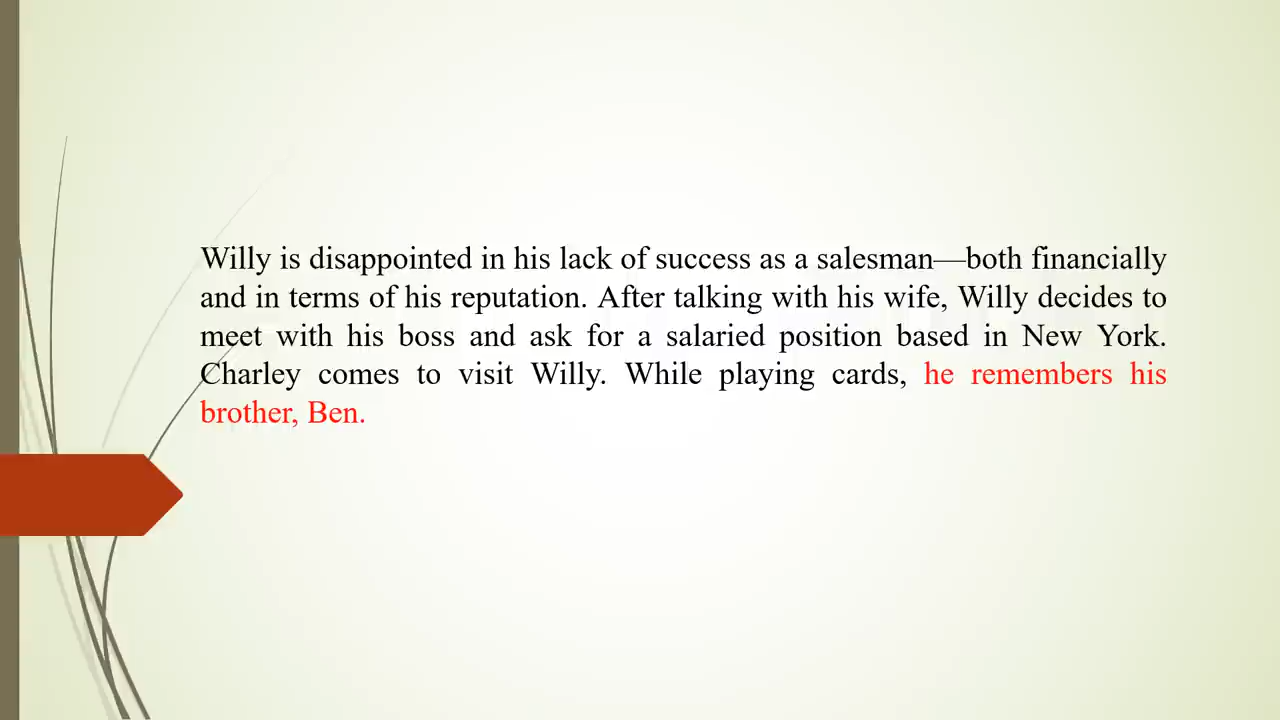 Willy is disappointed in his lack of success as a salesman—both financially
and in terms of his reputation. After talking with his wife, Willy decides to
meet with his boss and ask for a salaried position based in New York.
Charley comes to visit Willy. While playing cards, he remembers his
brother, Ben.